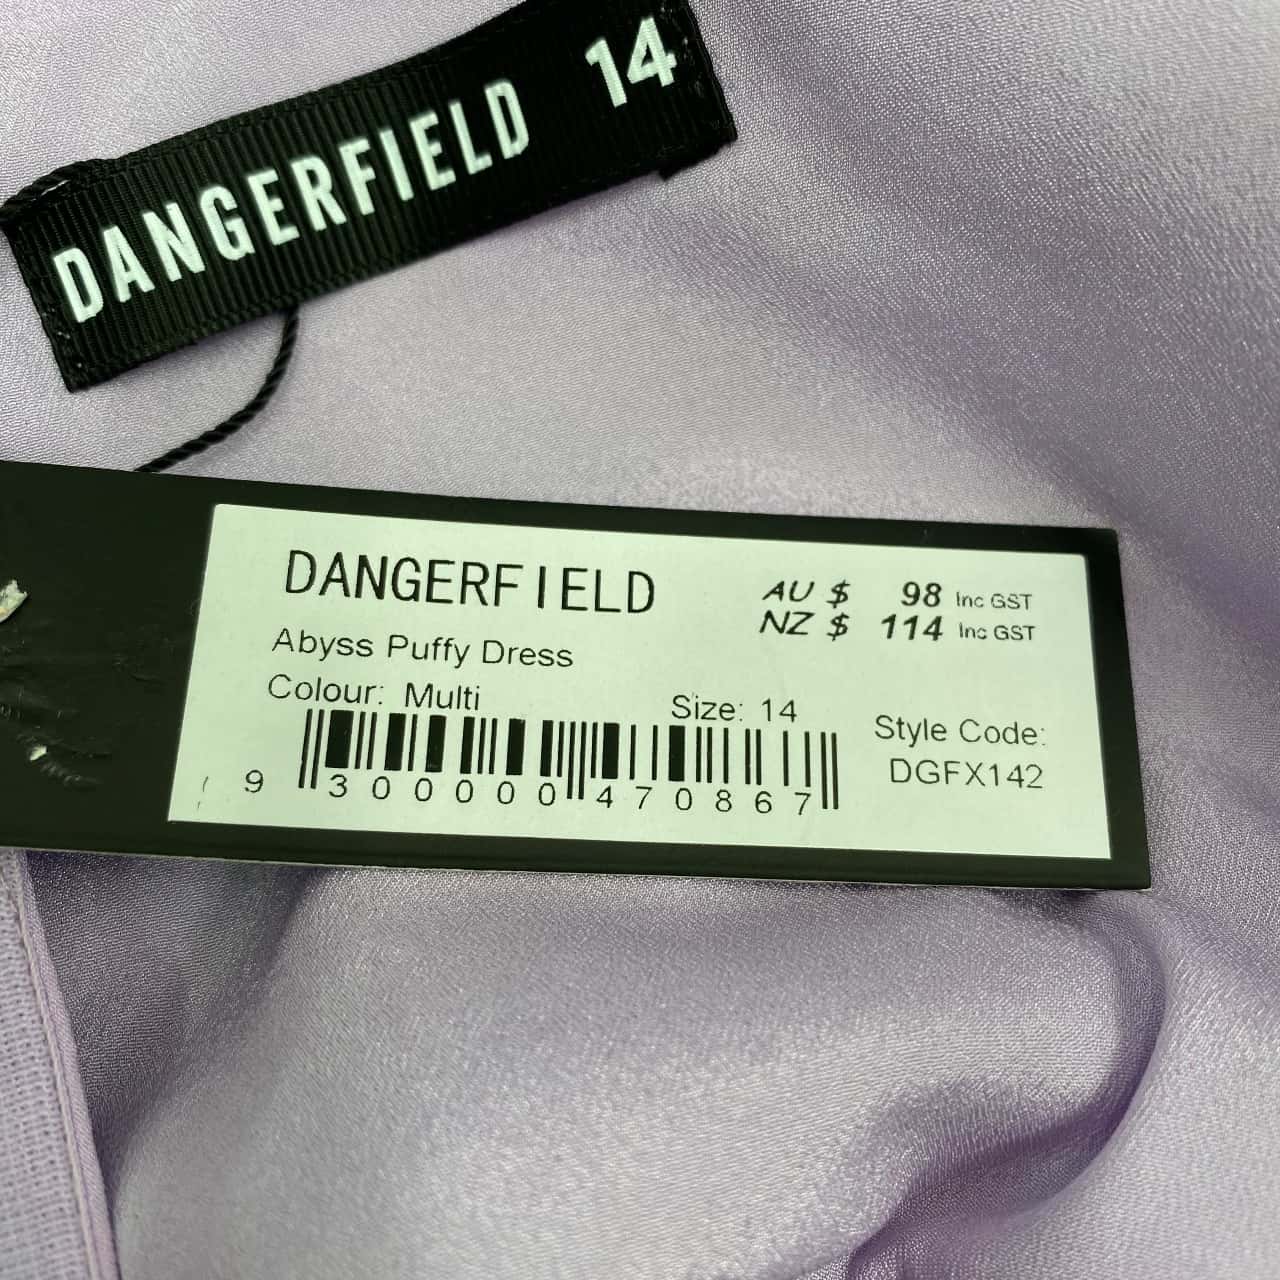 DANGERFIELD 14
DANGERFIELD
AU $ 98 Inc GST
NZ $ 114 Inc GST
Abyss Puffy Dress
Colour: Multi
Size: 14
Style Code:
DGFX142
9 300000 470867